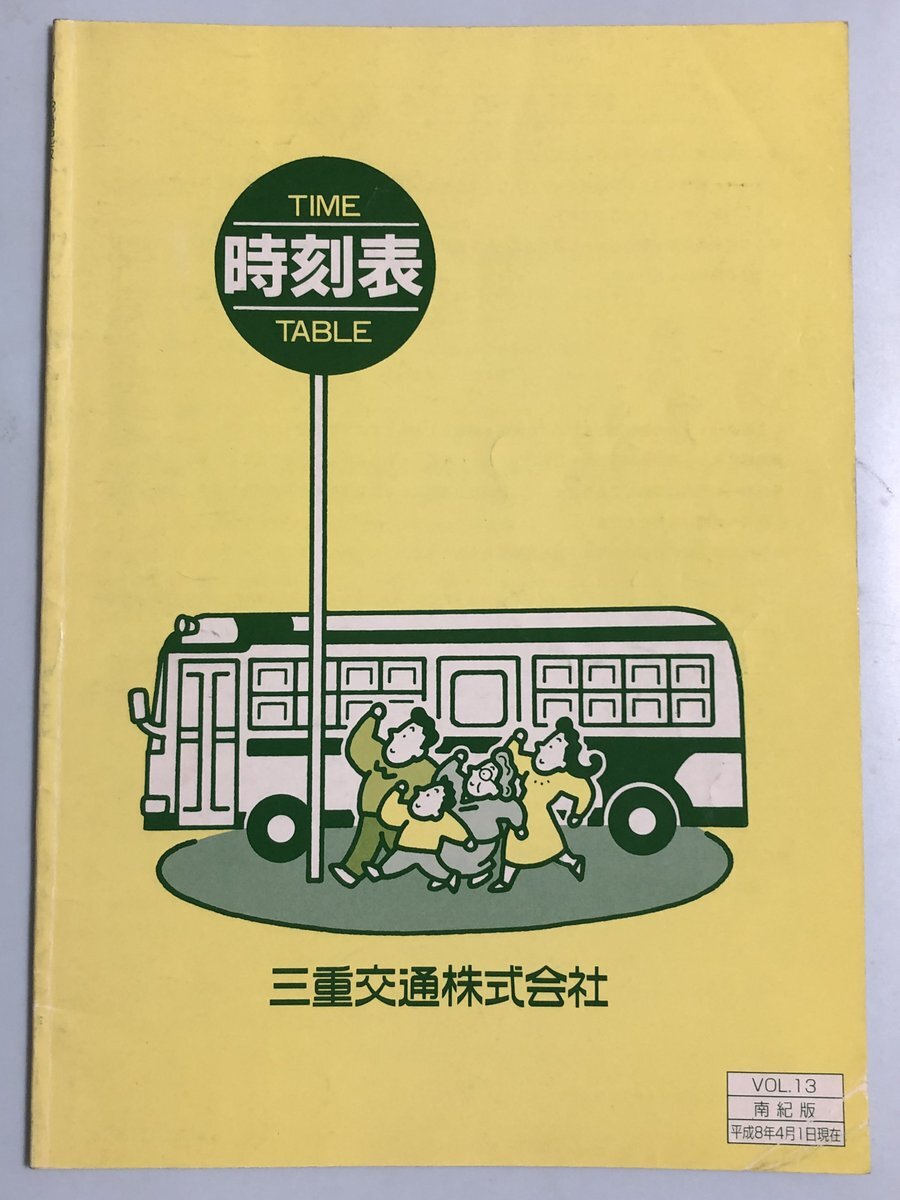 TIME
時刻表
TABLE
三重交通株式会社
VOL.13
南紀版
平成8年4月1日現在